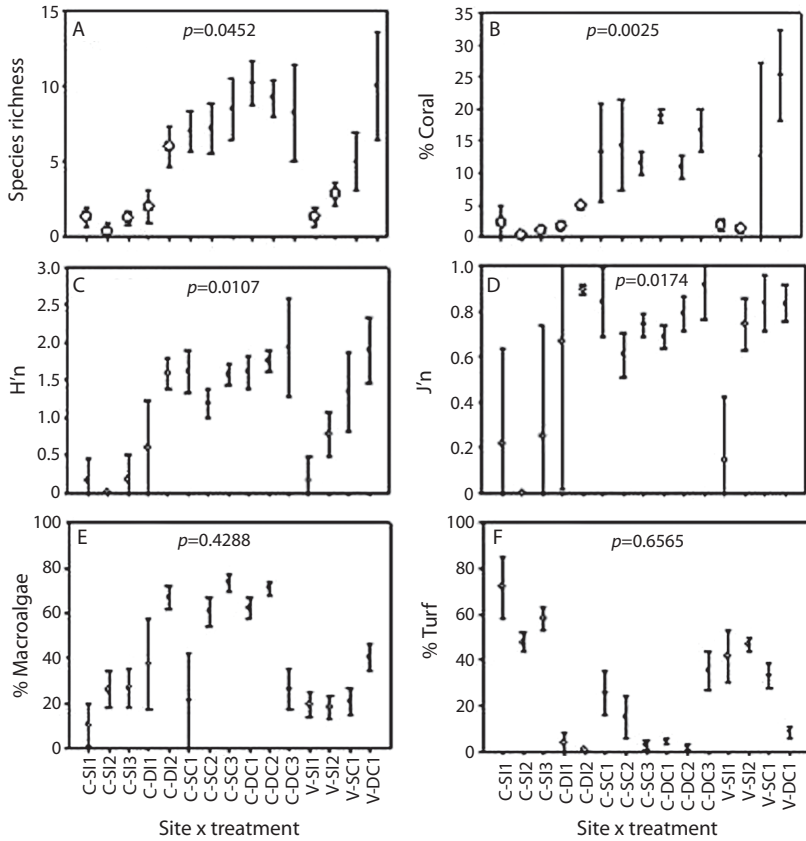 A
p=0.0452
Species richness
15
10
5
0
B
p=0.0025
% Coral
35
30
25
20
15
10
5
0
C
p=0.0107
H'n
3.0
2.5
2.0
1.5
1.0
0.5
0
D
p=0.0174
J'n
1.0
0.8
0.6
0.4
0.2
0
E
p=0.4288
% Macroalgae
100
80
60
40
20
0
C-SI1
C-SI2
C-SI3
C-DI1
C-DI2
C-SC1
C-SC2
C-SC3
C-DC1
C-DC2
C-DC3
V-SI1
V-SI2
V-SC1
V-DC1
Site x treatment
F
p=0.6565
% Turf
100
80
60
40
20
0
C-SI1
C-SI2
C-SI3
C-DI1
C-DI2
C-SC1
C-SC2
C-SC3
C-DC1
C-DC2
C-DC3
V-SI1
V-SI2
V-SC1
V-DC1
Site x treatment